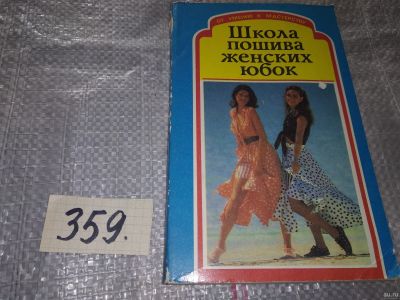 ОТ УМЕНИЯ К МАСТЕРСТВУ
Школа
пошива
женских
юбок
359.